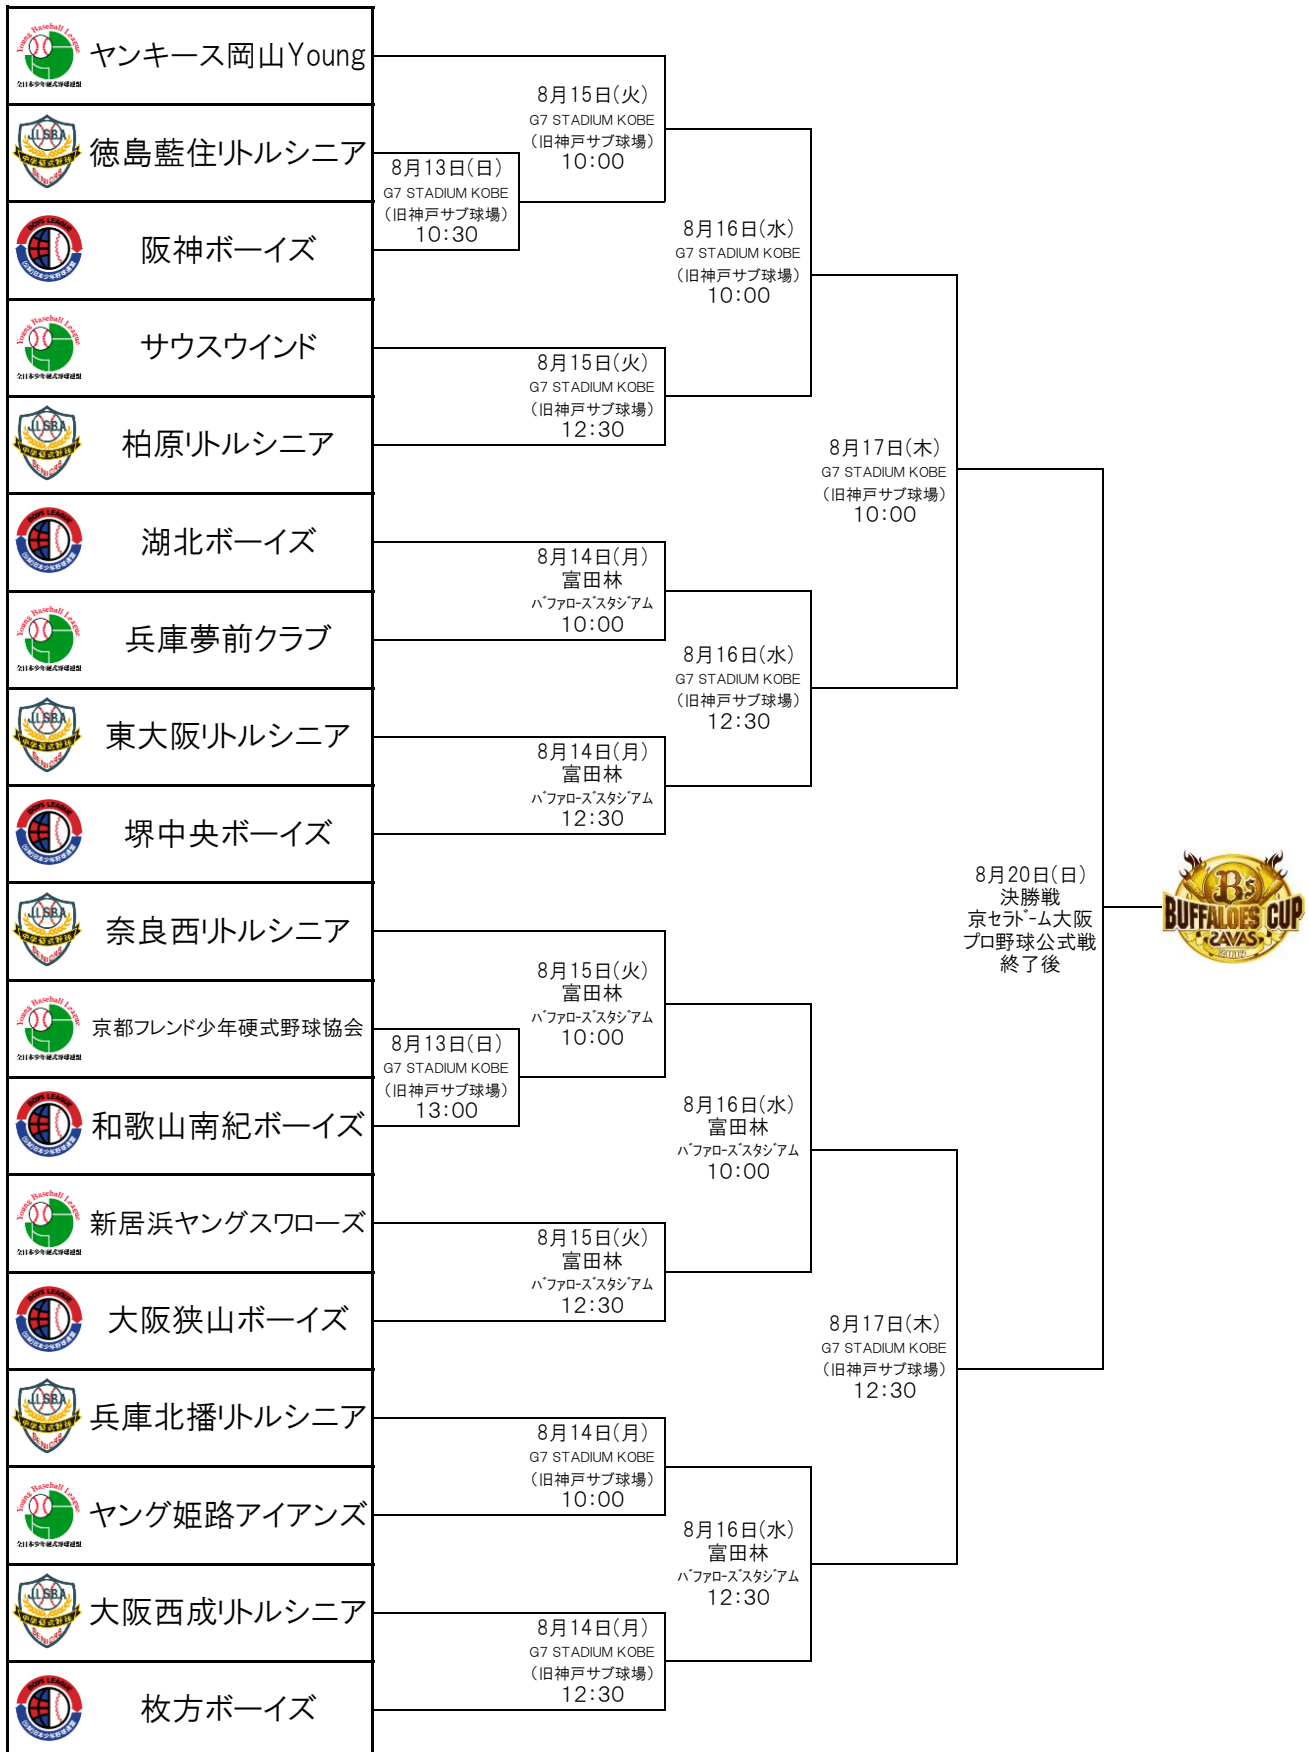 ヤンキース岡山Young
徳島藍住リトルシニア
阪神ボーイズ
サウスウインド
柏原リトルシニア
湖北ボーイズ
兵庫夢前クラブ
東大阪リトルシニア
堺中央ボーイズ
奈良西リトルシニア
京都フレンド少年硬式野球協会
和歌山南紀ボーイズ
新居浜ヤングスワローズ
大阪狭山ボーイズ
兵庫北播リトルシニア
ヤング姫路アイアンズ
大阪西成リトルシニア
枚方ボーイズ
8月13日(日)
G7 STADIUM KOBE
(旧神戸サブ球場)
10:30
8月13日(日)
G7 STADIUM KOBE
(旧神戸サブ球場)
13:00
8月15日(火)
G7 STADIUM KOBE
(旧神戸サブ球場)
10:00
8月15日(火)
G7 STADIUM KOBE
(旧神戸サブ球場)
12:30
8月14日(月)
富田林
バファローズスタジアム
10:00
8月14日(月)
富田林
バファローズスタジアム
12:30
8月15日(火)
富田林
バファローズスタジアム
10:00
8月15日(火)
富田林
バファローズスタジアム
12:30
8月14日(月)
G7 STADIUM KOBE
(旧神戸サブ球場)
10:00
8月14日(月)
G7 STADIUM KOBE
(旧神戸サブ球場)
12:30
8月16日(水)
G7 STADIUM KOBE
(旧神戸サブ球場)
10:00
8月16日(水)
G7 STADIUM KOBE
(旧神戸サブ球場)
12:30
8月16日(水)
富田林
バファローズスタジアム
10:00
8月16日(水)
富田林
バファローズスタジアム
12:30
8月17日(木)
G7 STADIUM KOBE
(旧神戸サブ球場)
10:00
8月17日(木)
G7 STADIUM KOBE
(旧神戸サブ球場)
12:30
8月20日(日)
決勝戦
京セラドーム大阪
プロ野球公式戦
終了後
Bs
BUFFALOES CUP
SAVAS